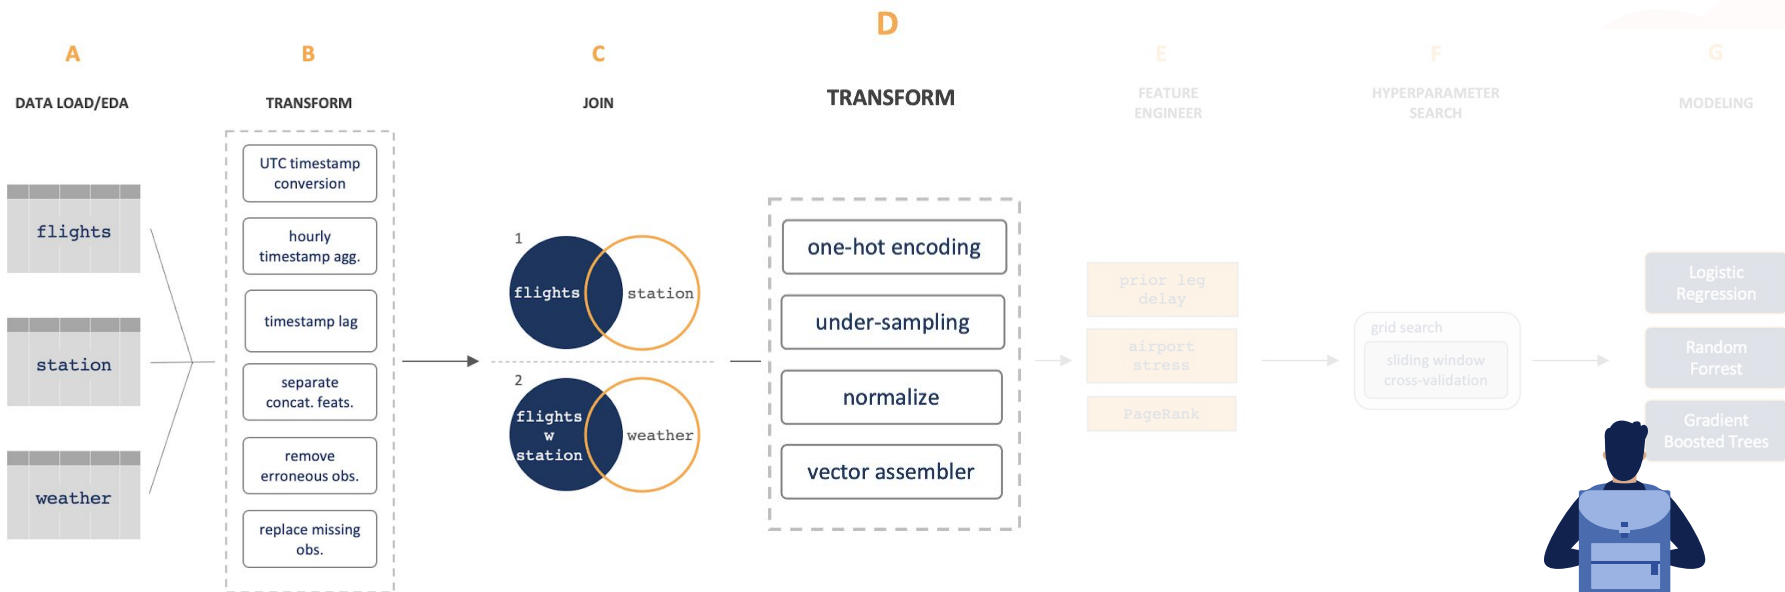 A
DATA LOAD/EDA
flights
station
weather
B
TRANSFORM
UTC timestamp
conversion
hourly
timestamp agg.
timestamp lag
separate
concat. feats.
remove
erroneous obs.
replace missing
obs.
C
JOIN
1
flights
station
2
flights
w
station
weather
D
TRANSFORM
one-hot encoding
under-sampling
normalize
vector assembler
E
FEATURE
ENGINEER
prior leg
delay
airport
stress
PageRank
F
HYPERPARAMETER
SEARCH
grid search
sliding window
cross-validation
G
MODELING
Logistic
Regression
Random
Forrest
Gradient
Boosted Trees